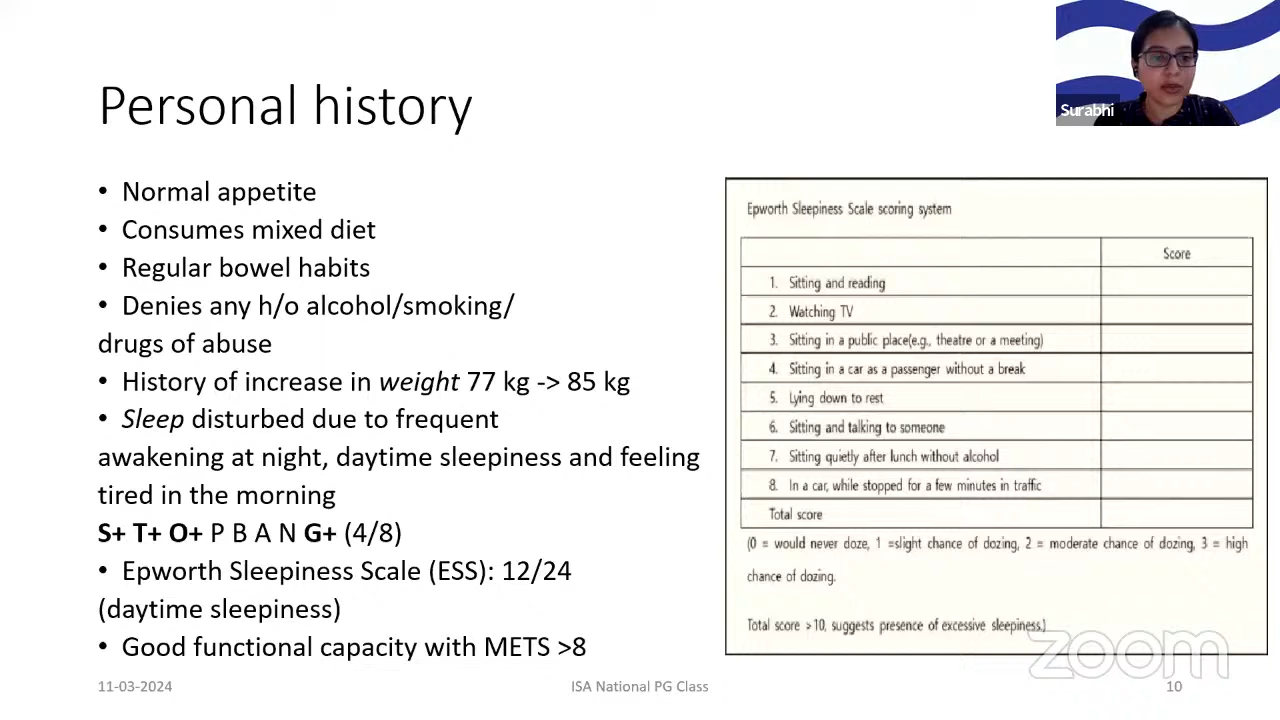 Surabhi
Personal history
• Normal appetite
• Consumes mixed diet
• Regular bowel habits
• Denies any h/o alcohol/smoking/
drugs of abuse
• History of increase in weight 77 kg -> 85 kg
• Sleep disturbed due to frequent
awakening at night, daytime sleepiness and feeling
tired in the morning
S+ T+ O+ P B A N G+ (4/8)
• Epworth Sleepiness Scale (ESS): 12/24
(daytime sleepiness)
• Good functional capacity with METS >8
Epworth Sleepiness Scale scoring system
Score
1. Sitting and reading
2. Watching TV
3. Sitting in a public place(e.g., theatre or a meeting)
4. Sitting in a car as a passenger without a break
5. Lying down to rest
6. Sitting and talking to someone
7. Sitting quietly after lunch without alcohol
8. In a car, while stopped for a few minutes in traffic
Total score
(0 = would never doze, 1 =slight chance of dozing, 2 = moderate chance of dozing, 3 = high
chance of dozing.
Total score >10, suggests presence of excessive sleepiness.)
zoom
11-03-2024
ISA National PG Class
10